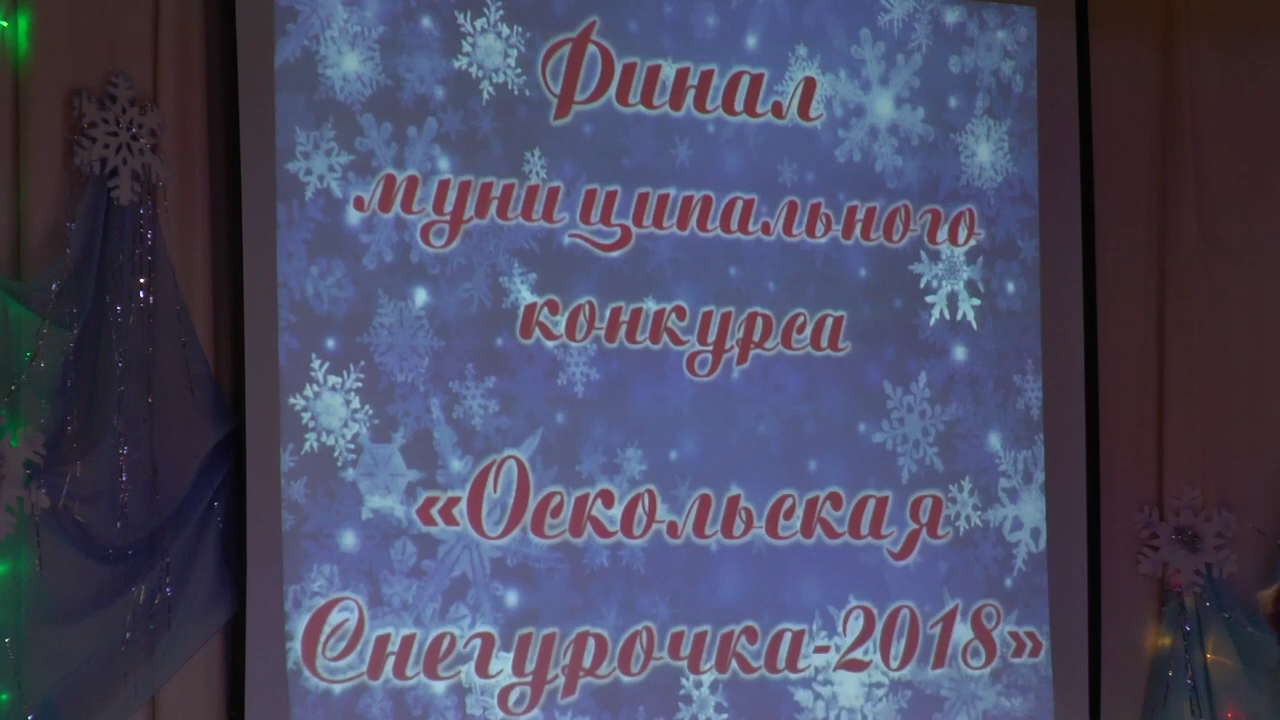 Финал
муниципального
конкурса
«Оскольская
Снегурочка-2018»